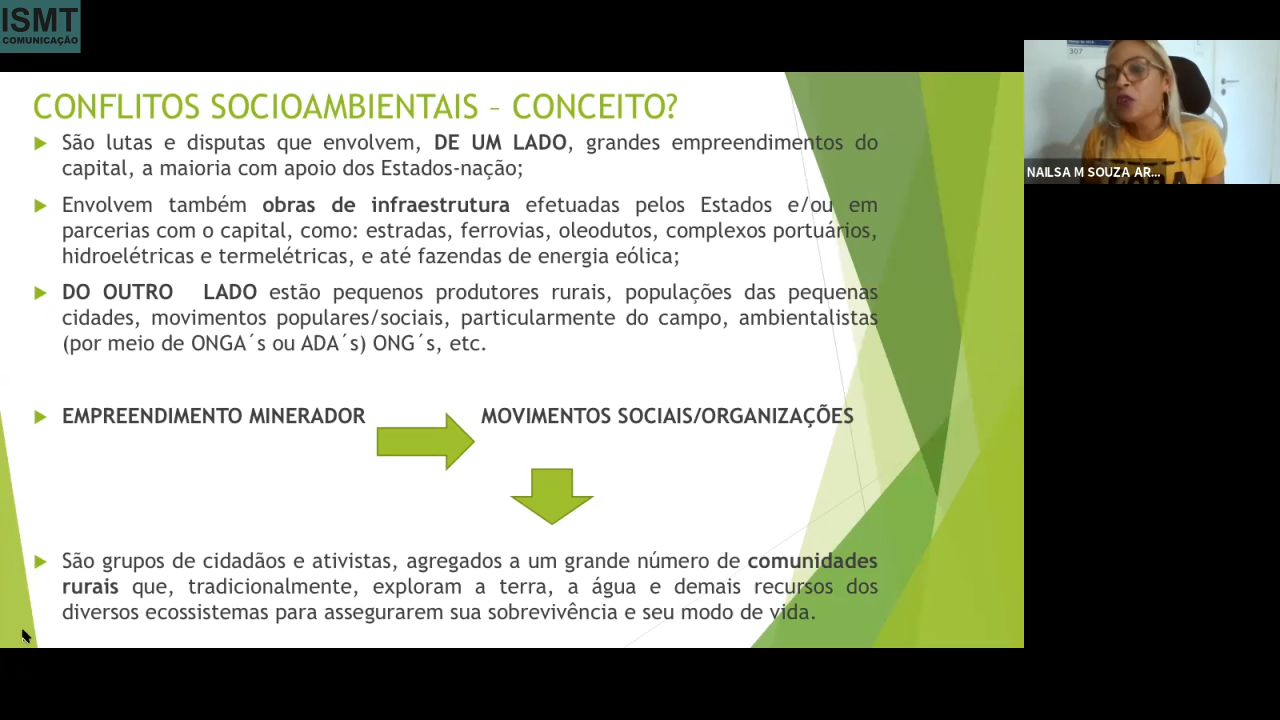 ISMT
COMUNICAÇÃO
CONFLITOS SOCIOAMBIENTAIS – CONCEITO?
São lutas e disputas que envolvem, DE UM LADO, grandes empreendimentos do
capital, a maioria com apoio dos Estados-nação;
Envolvem também obras de infraestrutura efetuadas pelos Estados e/ou em
parcerias com o capital, como: estradas, ferrovias, oleodutos, complexos portuários,
hidroelétricas e termelétricas, e até fazendas de energia eólica;
DO OUTRO LADO estão pequenos produtores rurais, populações das pequenas
cidades, movimentos populares/sociais, particularmente do campo, ambientalistas
(por meio de ONGA´s ou ADA´s) ONG´s, etc.
EMPREENDIMENTO MINERADOR MOVIMENTOS SOCIAIS/ORGANIZAÇÕES
São grupos de cidadãos e ativistas, agregados a um grande número de comunidades
rurais que, tradicionalmente, exploram a terra, a água e demais recursos dos
diversos ecossistemas para assegurarem sua sobrevivência e seu modo de vida.
307
NAILSA M SOUZA AR...